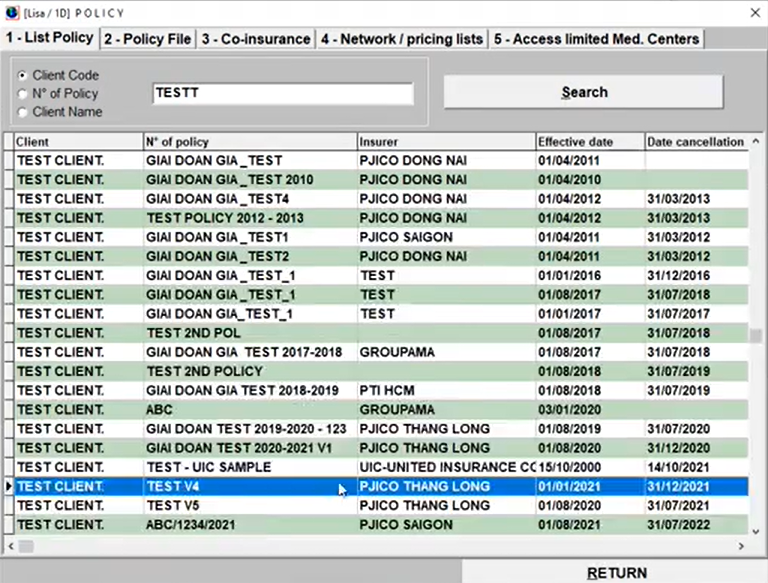 [Lisa / 1D] P O L I C Y
1 - List Policy 2 - Policy File 3 - Co-insurance 4 - Network / pricing lists 5 - Access limited Med. Centers
Client Code
N° of Policy
Client Name
TESTT
Search
Client N° of policy Insurer Effective date Date cancellation
TEST CLIENT. GIAI DOAN GIA_TEST PJICO DONG NAI 01/04/2011
TEST CLIENT. GIAI DOAN GIA_TEST 2010 PJICO DONG NAI 01/04/2010
TEST CLIENT. GIAI DOAN GIA_TEST4 PJICO DONG NAI 01/04/2012 31/03/2013
TEST CLIENT. TEST POLICY 2012 - 2013 PJICO DONG NAI 01/04/2012 31/03/2013
TEST CLIENT. GIAI DOAN GIA_TEST1 PJICO SAIGON 01/04/2011 31/03/2012
TEST CLIENT. GIAI DOAN GIA_TEST2 PJICO DONG NAI 01/04/2011 31/03/2012
TEST CLIENT. GIAI DOAN GIA_TEST_1 TEST 01/01/2016 31/12/2016
TEST CLIENT. GIAI DOAN GIA_TEST_1 TEST 01/08/2017 31/07/2018
TEST CLIENT. GIAI DOAN GIA_TEST_1 TEST 01/01/2017 31/07/2017
TEST CLIENT. TEST 2ND POL 01/08/2017 31/07/2018
TEST CLIENT. GIAI DOAN GIA TEST 2017-2018 GROUPAMA 01/08/2017 31/07/2018
TEST CLIENT. TEST 2ND POLICY 01/08/2018 31/07/2019
TEST CLIENT. GIAI DOAN GIA TEST 2018-2019 PTI HCM 01/08/2018 31/07/2019
TEST CLIENT. ABC GROUPAMA 03/01/2020
TEST CLIENT. GIAI DOAN TEST 2019-2020 - 123 PJICO THANG LONG 01/08/2019 31/07/2020
TEST CLIENT. GIAI DOAN TEST 2020-2021 V1 PJICO THANG LONG 01/08/2020 31/12/2020
TEST CLIENT. TEST - UIC SAMPLE UIC-UNITED INSURANCE CC 15/10/2000 14/10/2021
TEST CLIENT. TEST V4 PJICO THANG LONG 01/01/2021 31/12/2021
TEST CLIENT. TEST V5 PJICO THANG LONG 01/08/2020 31/07/2021
TEST CLIENT. ABC/1234/2021 PJICO SAIGON 01/08/2021 31/07/2022
RETURN